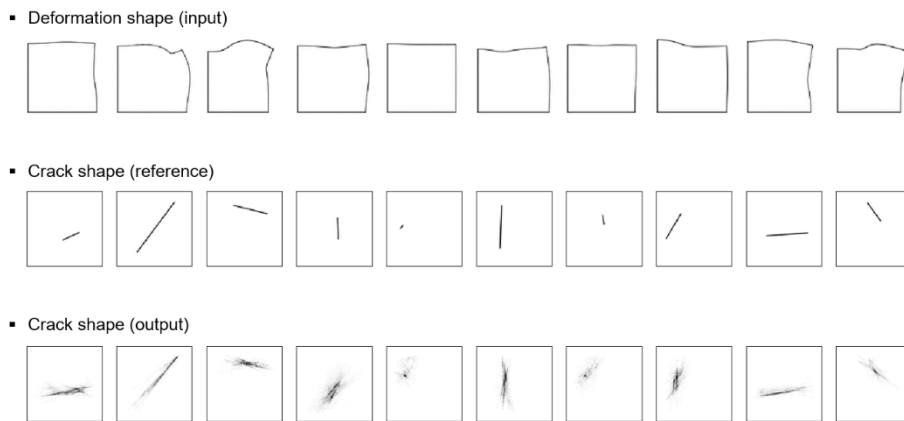 ▪ Deformation shape (input)
▪ Crack shape (reference)
▪ Crack shape (output)